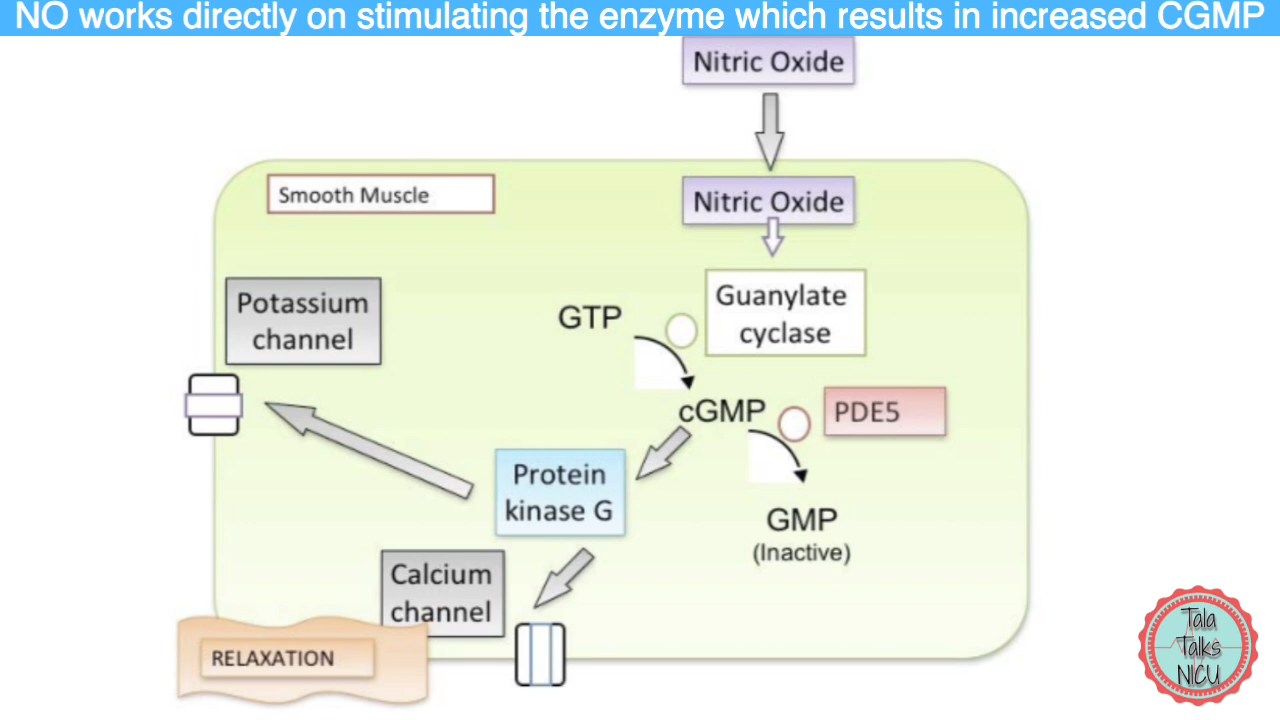 NO works directly on stimulating the enzyme which results in increased CGMP
Nitric Oxide
Smooth Muscle
Nitric Oxide
Potassium
channel
GTP
Guanylate
cyclase
cGMP
PDE5
Protein
kinase G
GMP
(Inactive)
Calcium
channel
RELAXATION
Tala
Talks
NICU